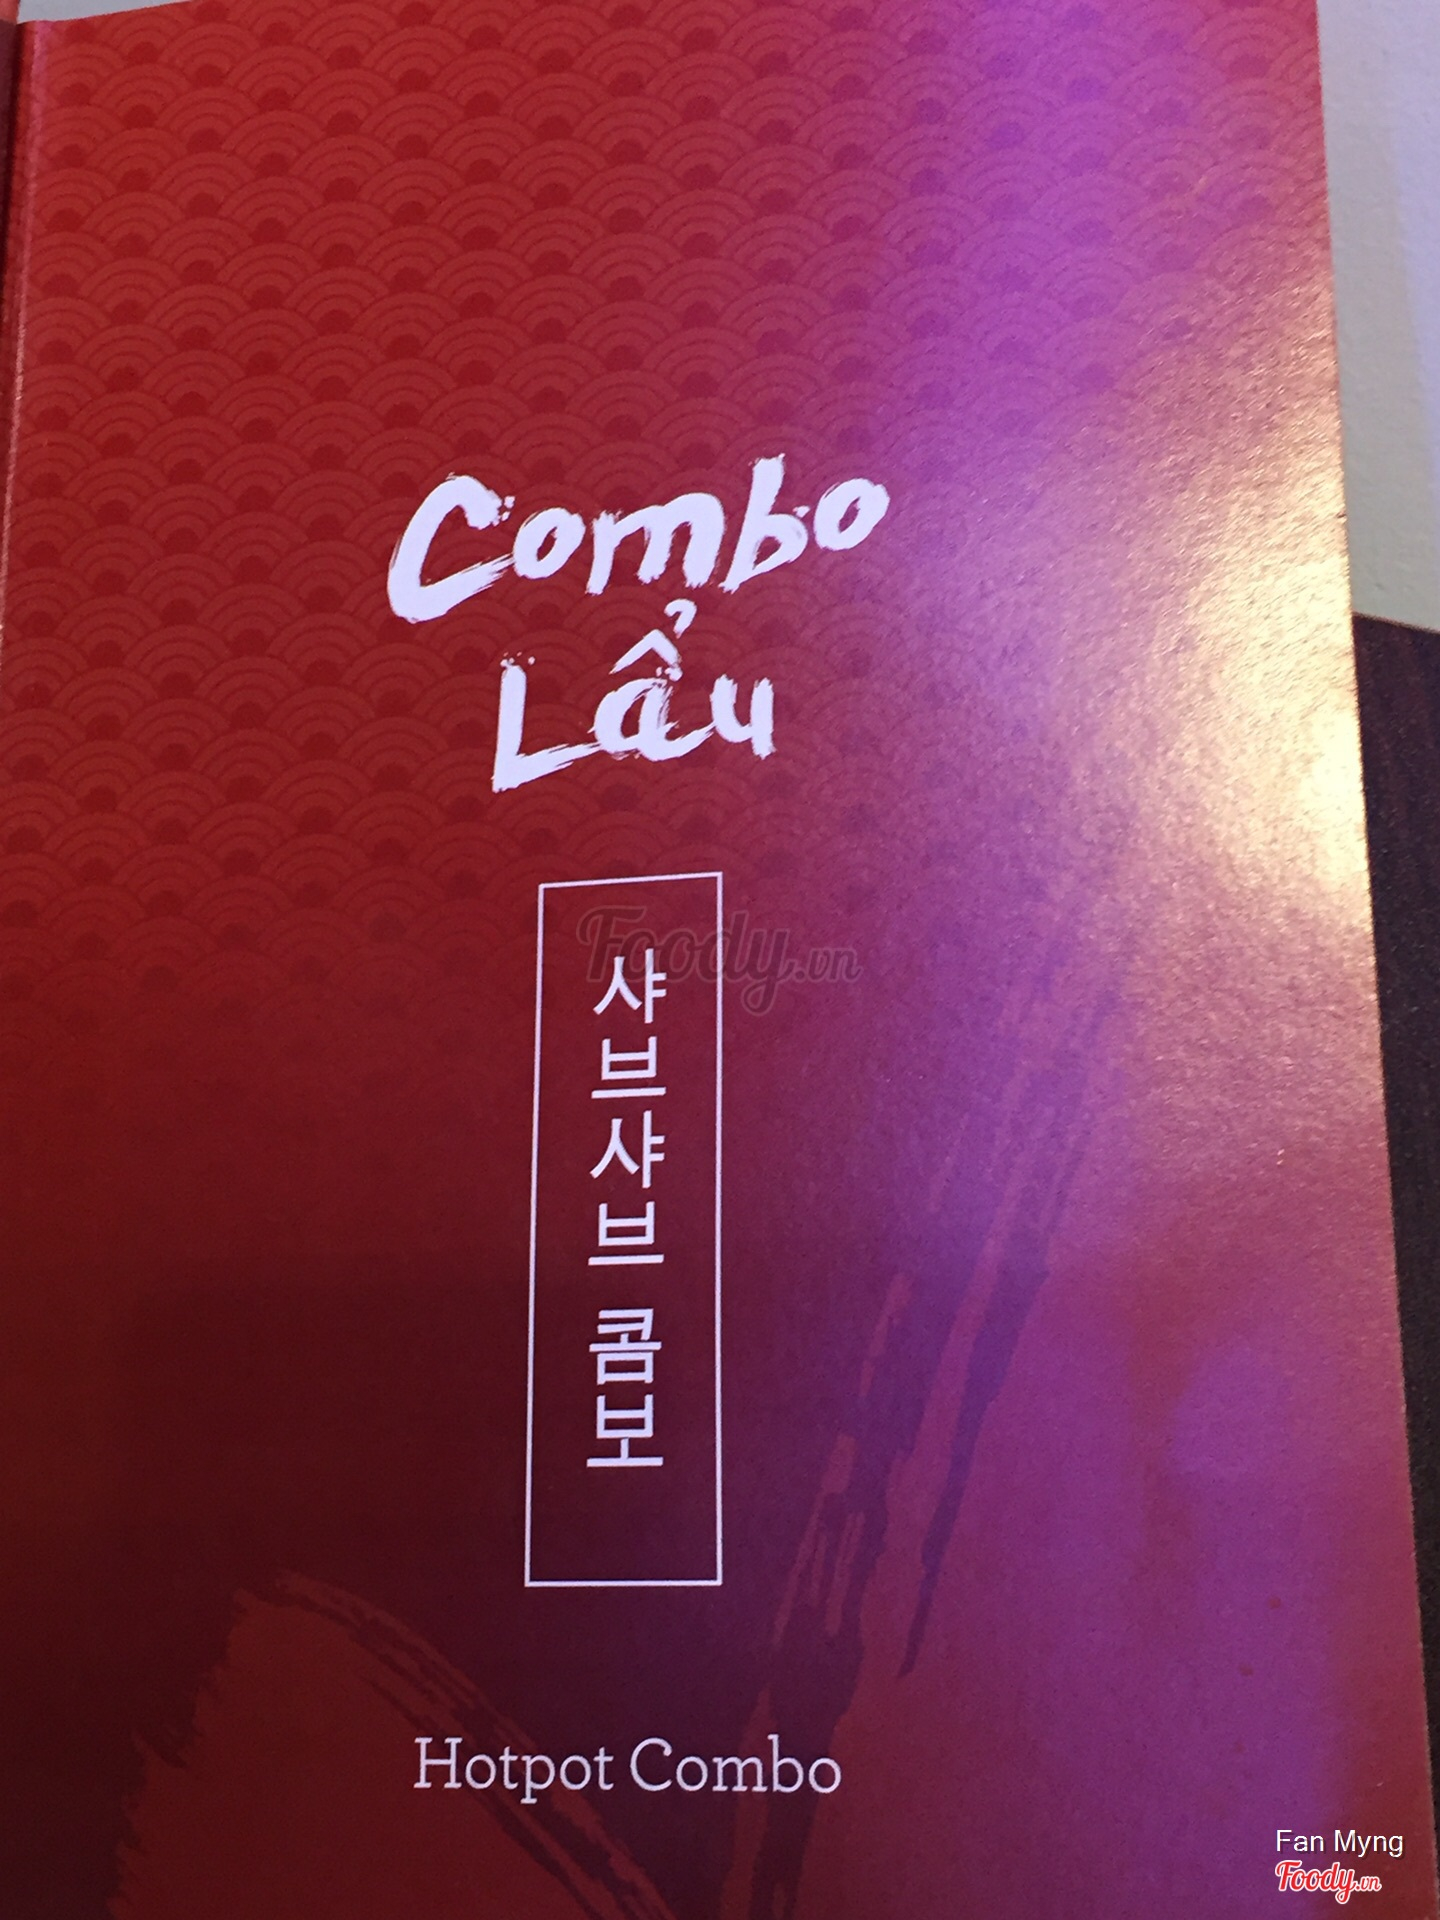 Combo
Lẩu
Foody.vn
샤브샤브 콤보
Hotpot Combo
Fan Myng
Foody.vn